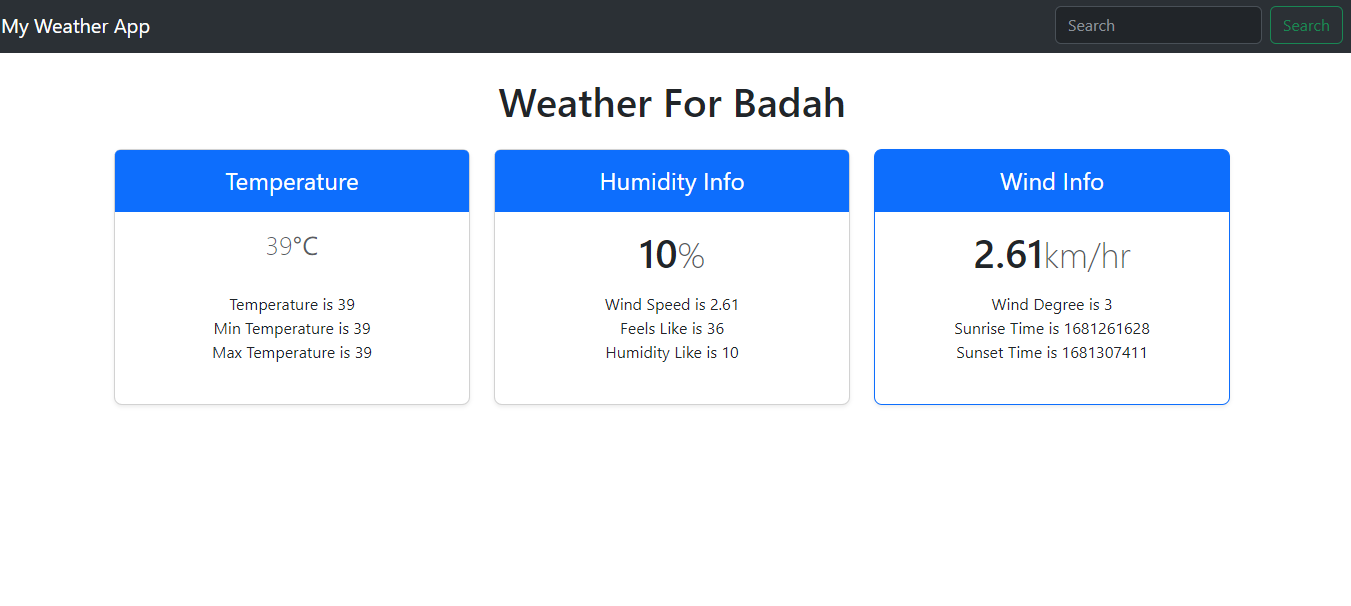 My Weather App
Search
Search
Weather For Badah
Temperature
39°C
Temperature is 39
Min Temperature is 39
Max Temperature is 39
Humidity Info
10%
Wind Speed is 2.61
Feels Like is 36
Humidity Like is 10
Wind Info
2.61km/hr
Wind Degree is 3
Sunrise Time is 1681261628
Sunset Time is 1681307411